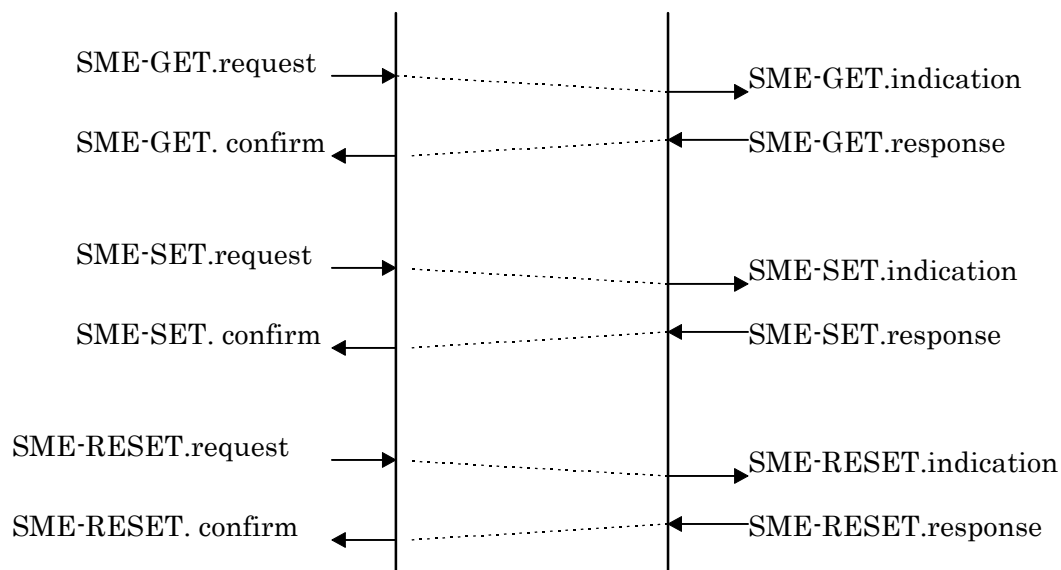 SME-GET.request
SME-GET.indication
SME-GET. confirm
SME-GET.response
SME-SET.request
SME-SET.indication
SME-SET. confirm
SME-SET.response
SME-RESET.request
SME-RESET.indication
SME-RESET. confirm
SME-RESET.response